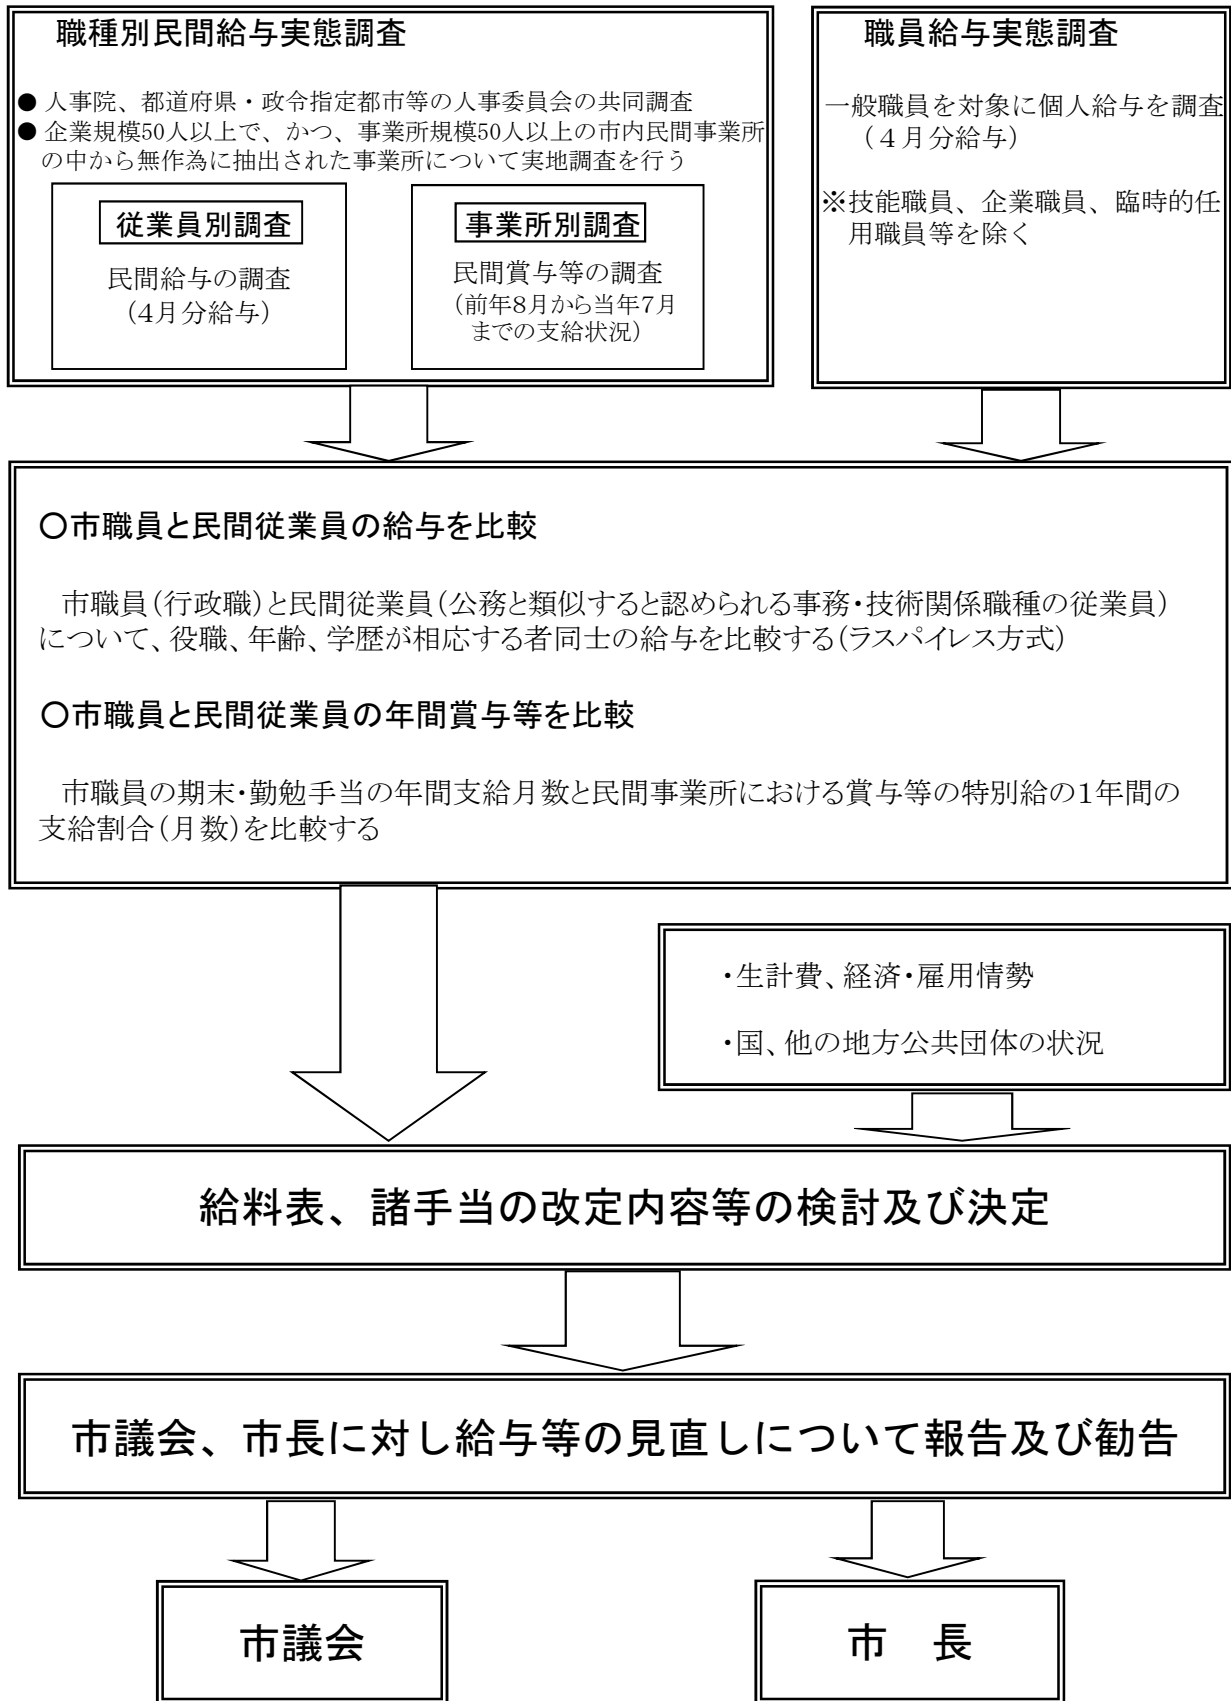 職種別民間給与実態調査
● 人事院、都道府県・政令指定都市等の人事委員会の共同調査
● 企業規模50人以上で、かつ、事業所規模50人以上の市内民間事業所
の中から無作為に抽出された事業所について実地調査を行う
従業員別調査
民間給与の調査
(4月分給与)
事業所別調査
民間賞与等の調査
(前年8月から当年7月
までの支給状況)
職員給与実態調査
一般職員を対象に個人給与を調査
(4月分給与)
※技能職員、企業職員、臨時的任
用職員等を除く
○市職員と民間従業員の給与を比較
市職員(行政職)と民間従業員(公務と類似すると認められる事務・技術関係職種の従業員)
について、役職、年齢、学歴が相応する者同士の給与を比較する(ラスパイレス方式)
○市職員と民間従業員の年間賞与等を比較
市職員の期末・勤勉手当の年間支給月数と民間事業所における賞与等の特別給の1年間の
支給割合(月数)を比較する
・生計費、経済・雇用情勢
・国、他の地方公共団体の状況
給料表、諸手当の改定内容等の検討及び決定
市議会、市長に対し給与等の見直しについて報告及び勧告
市議会
市　長